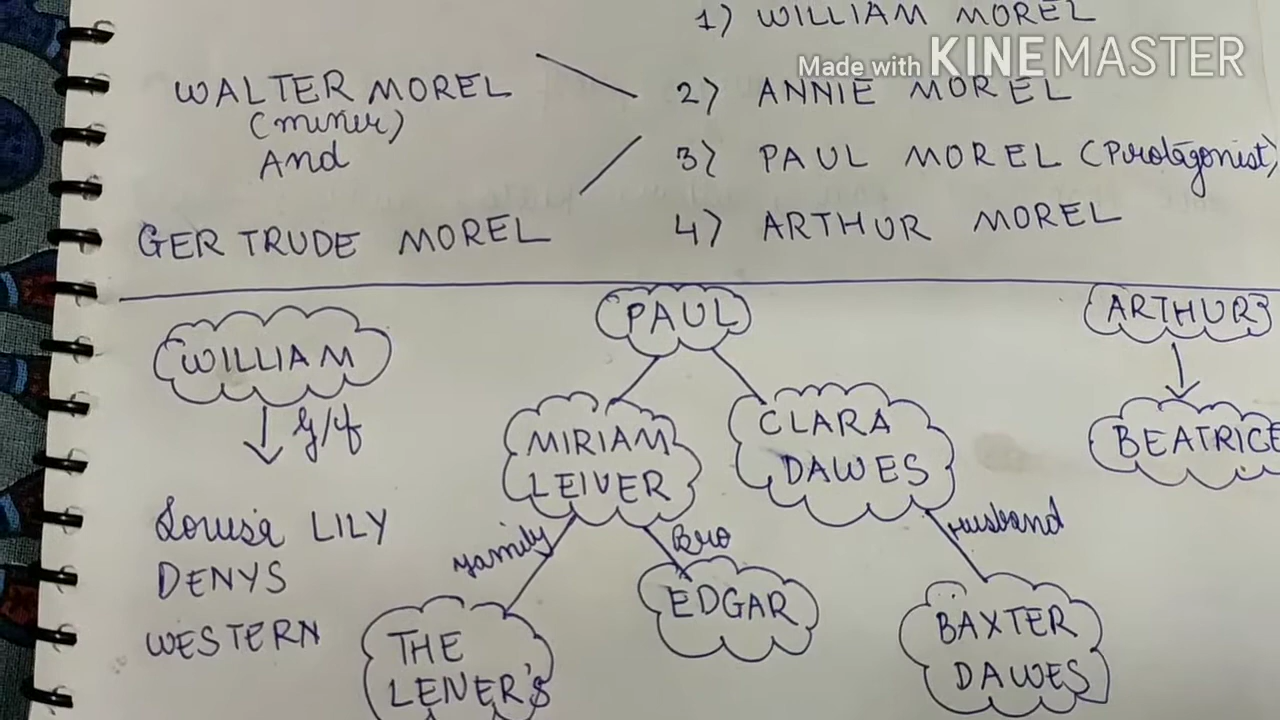 1) WILLIAM MOREL
Made with KINEMASTER
WALTER MOREL
(miner)
And
GERTRUDE MOREL
2) ANNIE MOREL
3) PAUL MOREL (Protagonist)
4) ARTHUR MOREL
WILLIAM
g/f
Louisa LILY
DENYS
WESTERN
PAUL
MIRIAM
LEIVER
family
Bro
THE
LEIVER'S
EDGAR
CLARA
DAWES
Husband
BAXTER
DAWES
ARTHUR
BEATRICE